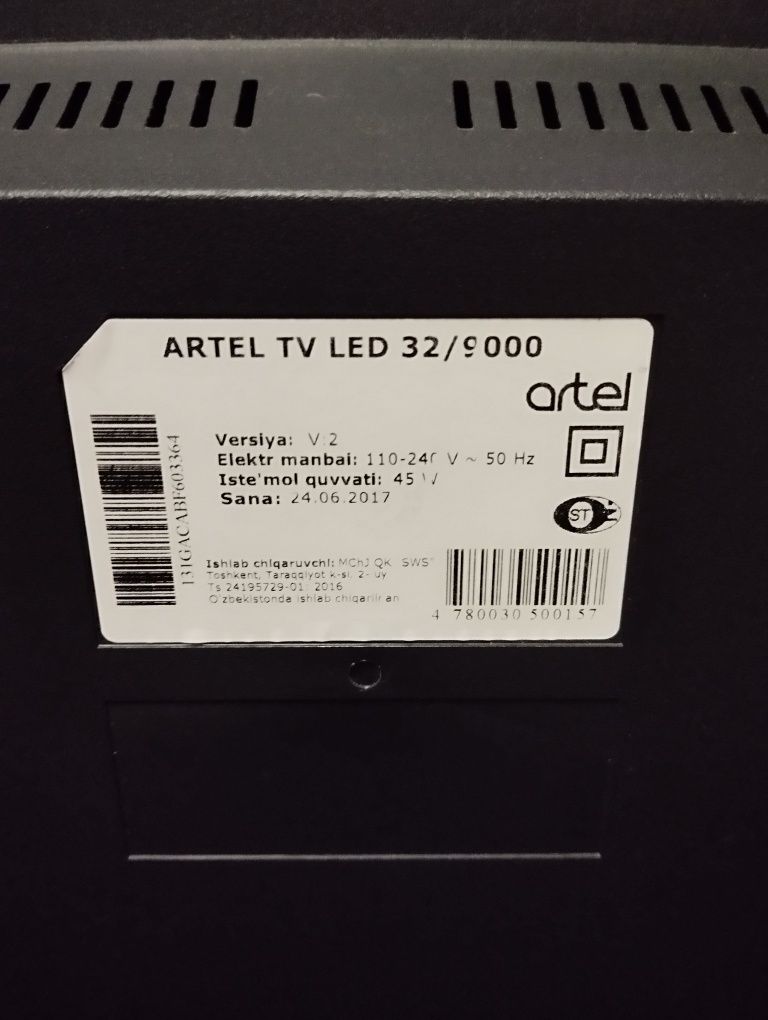 ARTEL TV LED 32/9000
artel
Versiya: V:2
Elektr manbai: 110-240 V ~ 50 Hz
Iste'mol quvvati: 45 W
Sana: 24.06.2017
ST
131GACABF603364
Ishlab chiqaruvchi: MChJ QK
Toshkent, Taraqqiyot k-si, 2- uy
Ts 24195729-01: 2016
O'zbekistonda ishlab chiqarilgan
4 780030 500157